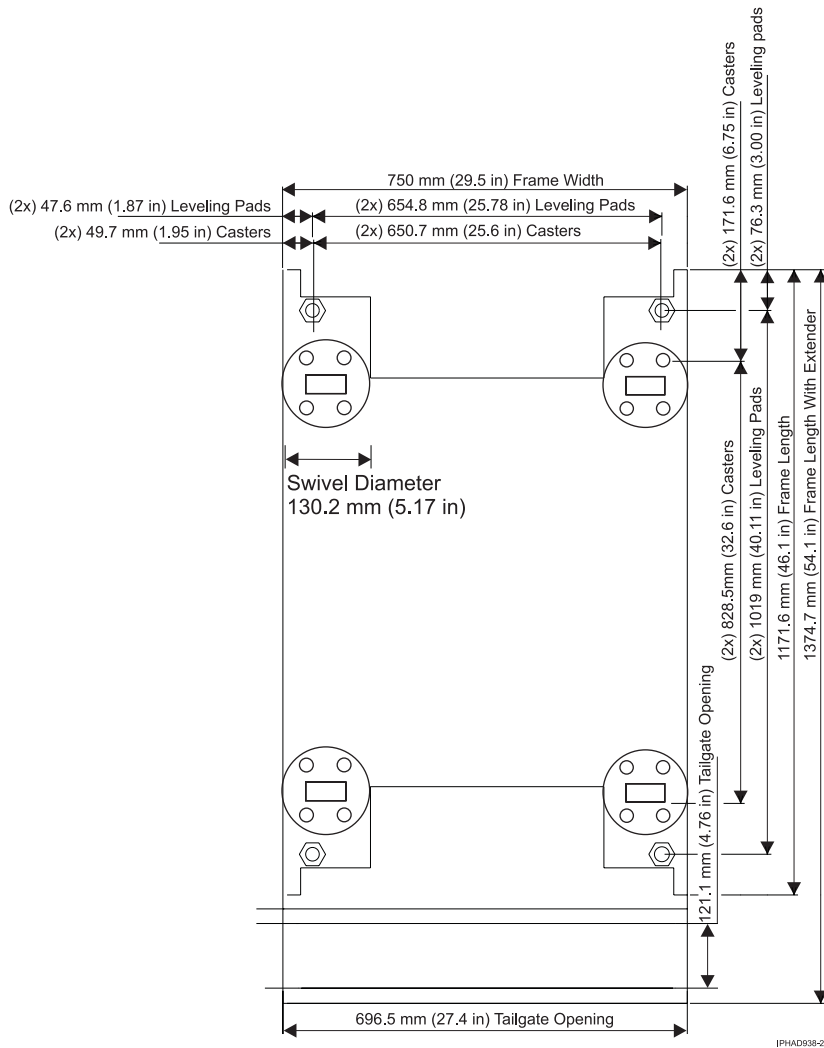 (2x) 171.6 mm (6.75 in) Casters
(2x) 76.3 mm (3.00 in) Leveling pads
750 mm (29.5 in) Frame Width
(2x) 47.6 mm (1.87 in) Leveling Pads
(2x) 654.8 mm (25.78 in) Leveling Pads
(2x) 49.7 mm (1.95 in) Casters
(2x) 650.7 mm (25.6 in) Casters
Swivel Diameter
130.2 mm (5.17 in)
(2x) 828.5mm (32.6 in) Casters
(2x) 1019 mm (40.11 in) Leveling Pads
1171.6 mm (46.1 in) Frame Length
1374.7 mm (54.1 in) Frame Length With Extender
121.1 mm (4.76 in) Tailgate Opening
696.5 mm (27.4 in) Tailgate Opening
IPHAD938-2